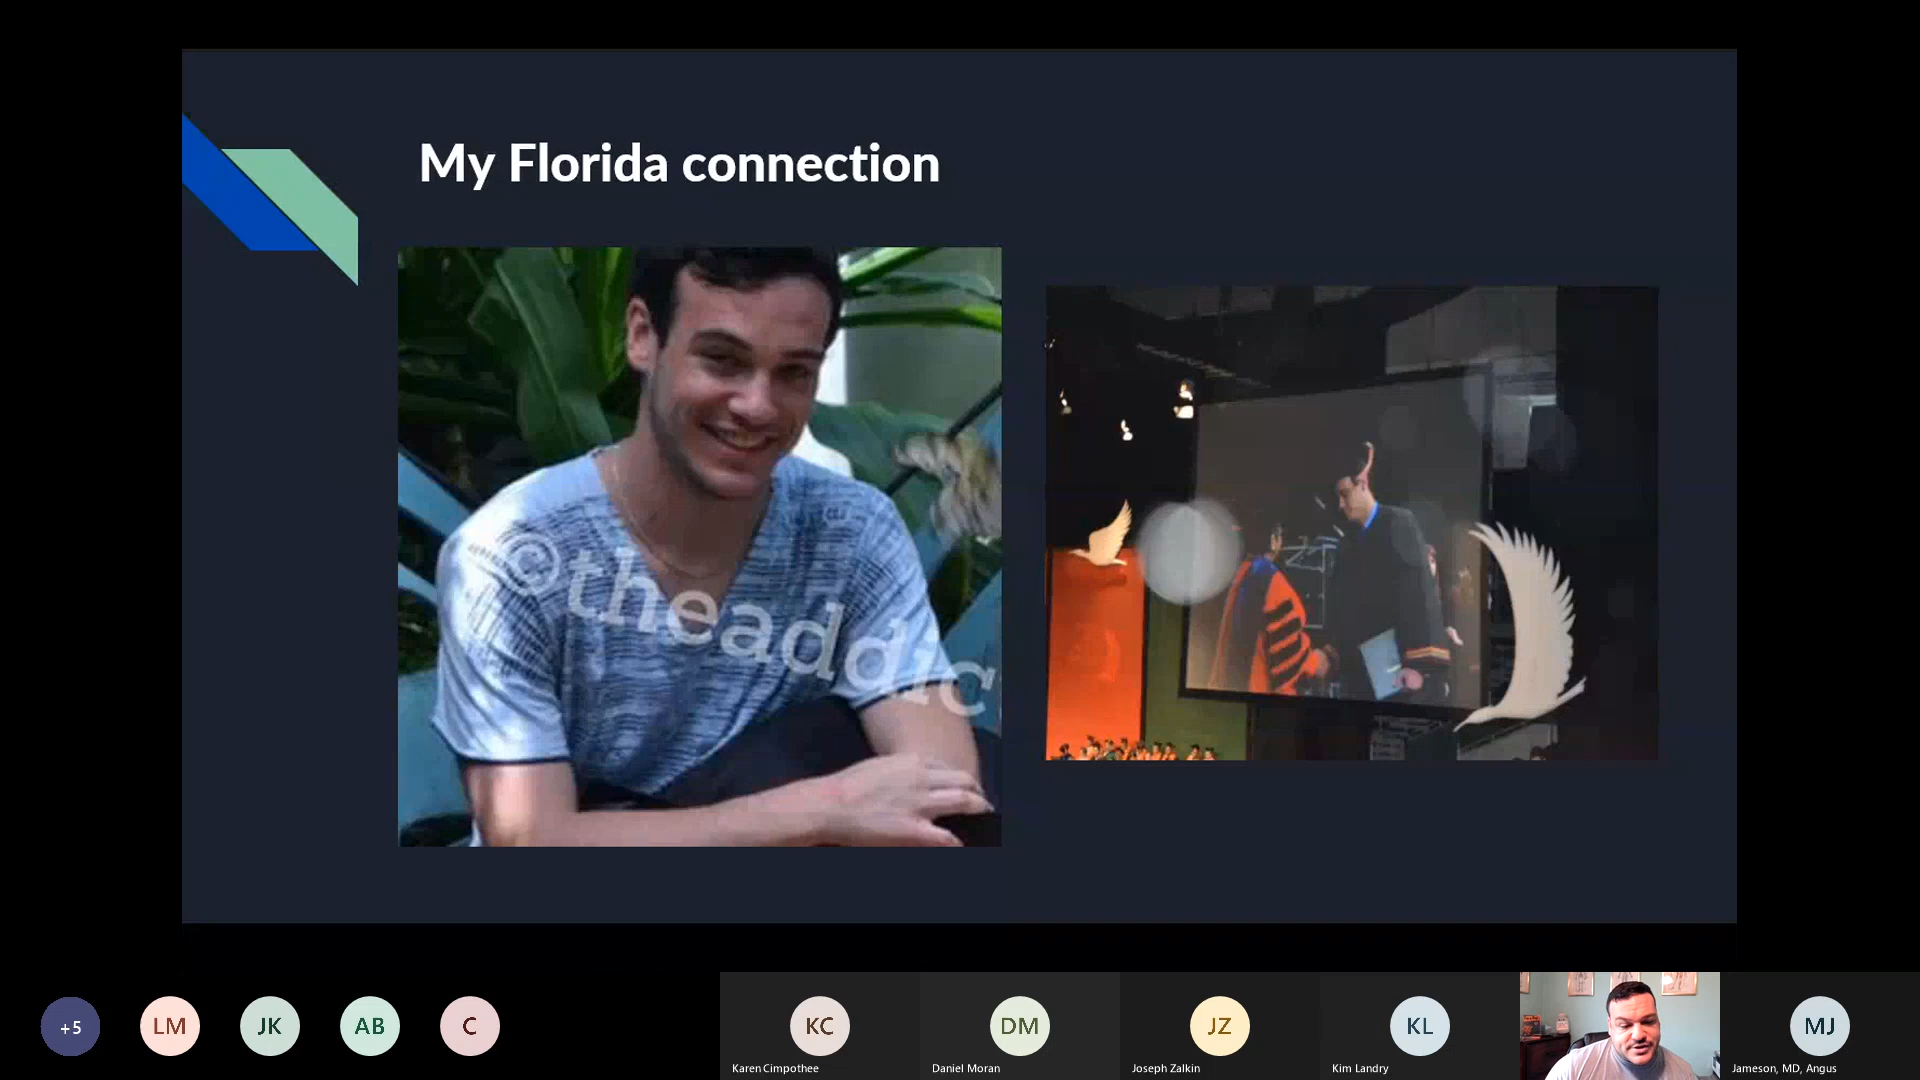 My Florida connection
©theaddic
+5
LM
JK
AB
C
KC
DM
JZ
KL
MJ
Karen Cimpothee
Daniel Moran
Joseph Zalkin
Kim Landry
Jameson, MD, Angus